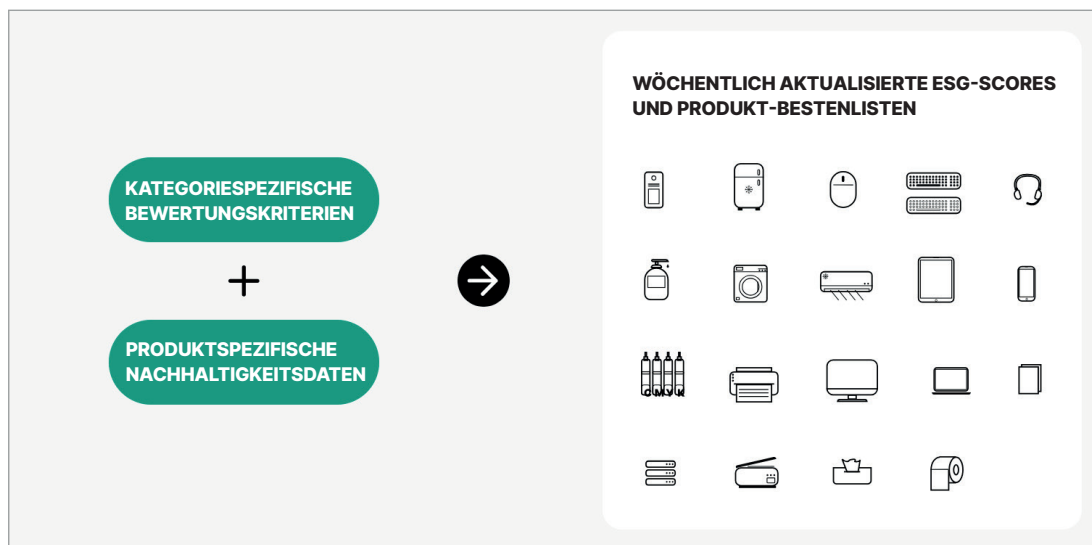 WÖCHENTLICH AKTUALISIERTE ESG-SCORES
UND PRODUKT-BESTENLISTEN
KATEGORIESPEZIFISCHE
BEWERTUNGSKRITERIEN
+
PRODUKTSPEZIFISCHE
NACHHALTIGKEITSDATEN
C M Y K